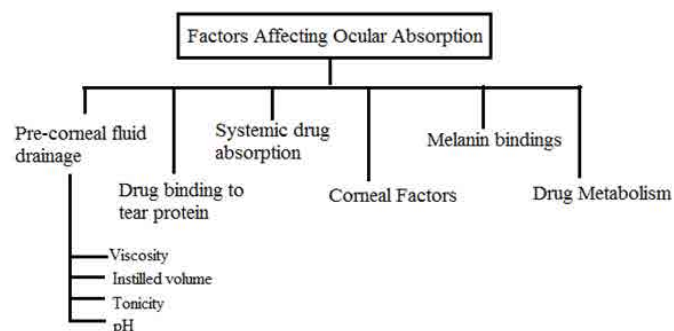 Factors Affecting Ocular Absorption
Pre-corneal fluid
drainage
Drug binding to
tear protein
Systemic drug
absorption
Corneal Factors
Melanin bindings
Drug Metabolism
Viscosity
Instilled volume
Tonicity
pH